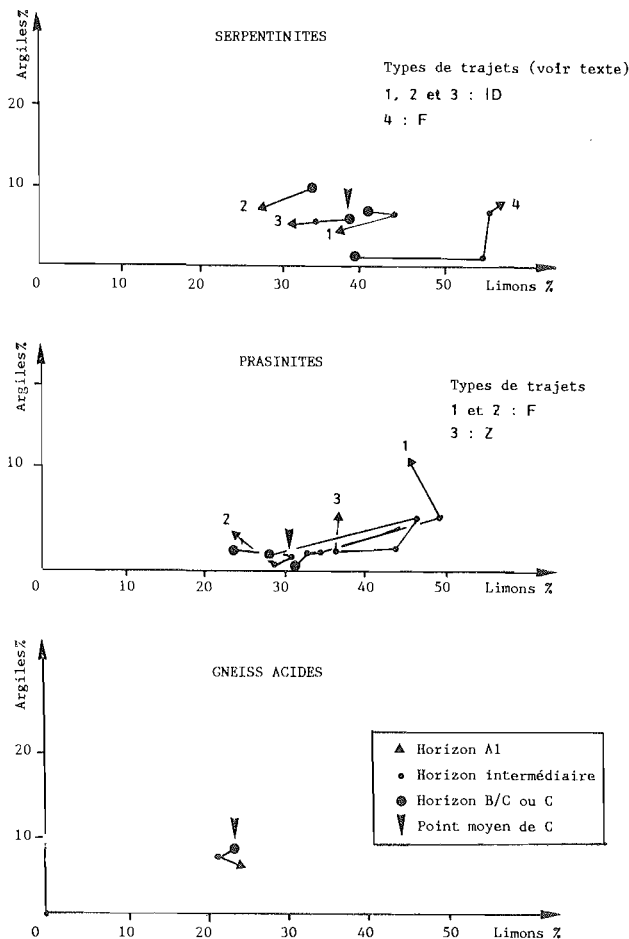 SERPENTINITES
Argiles%
Types de trajets (voir texte)
1, 2 et 3 : ID
4 : F
20
10
2
3
1
4
0
10
20
30
40
50
Limons %
PRASINITES
Argiles%
Types de trajets
1 et 2 : F
3 : Z
10
1
2
3
0
10
20
30
40
50
Limons %
GNEISS ACIDES
Argiles%
20
10
Horizon A1
Horizon intermédiaire
Horizon B/C ou C
Point moyen de C
0
10
20
30
40
50
Limons %